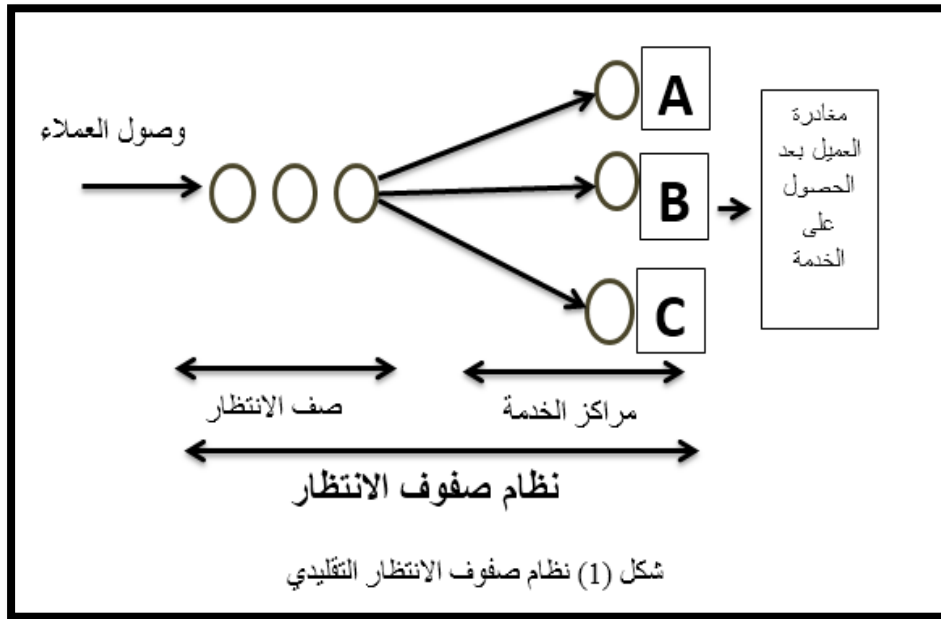 وصول العملاء
A
B
C
مغادرة
العميل بعد
الحصول
على
الخدمة
صف الانتظار
مراكز الخدمة
نظام صفوف الانتظار
شكل (1) نظام صفوف الانتظار التقليدي